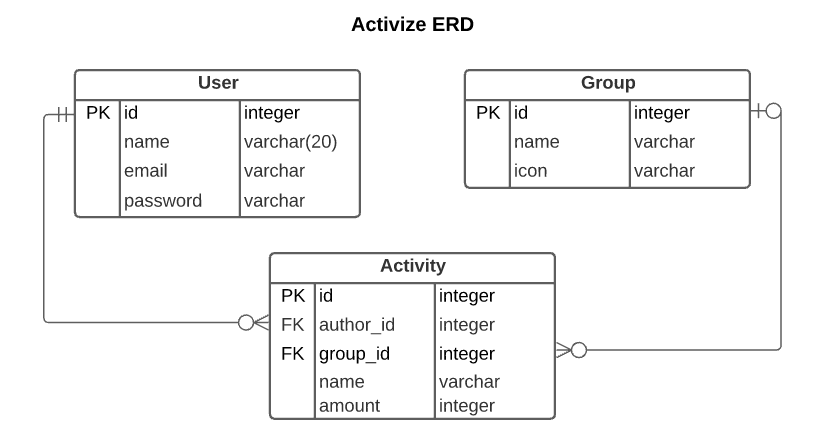 Activize ERD
User
PK id integer
name varchar(20)
email varchar
password varchar
Group
PK id integer
name varchar
icon varchar
Activity
PK id integer
FK author_id integer
FK group_id integer
name varchar
amount integer